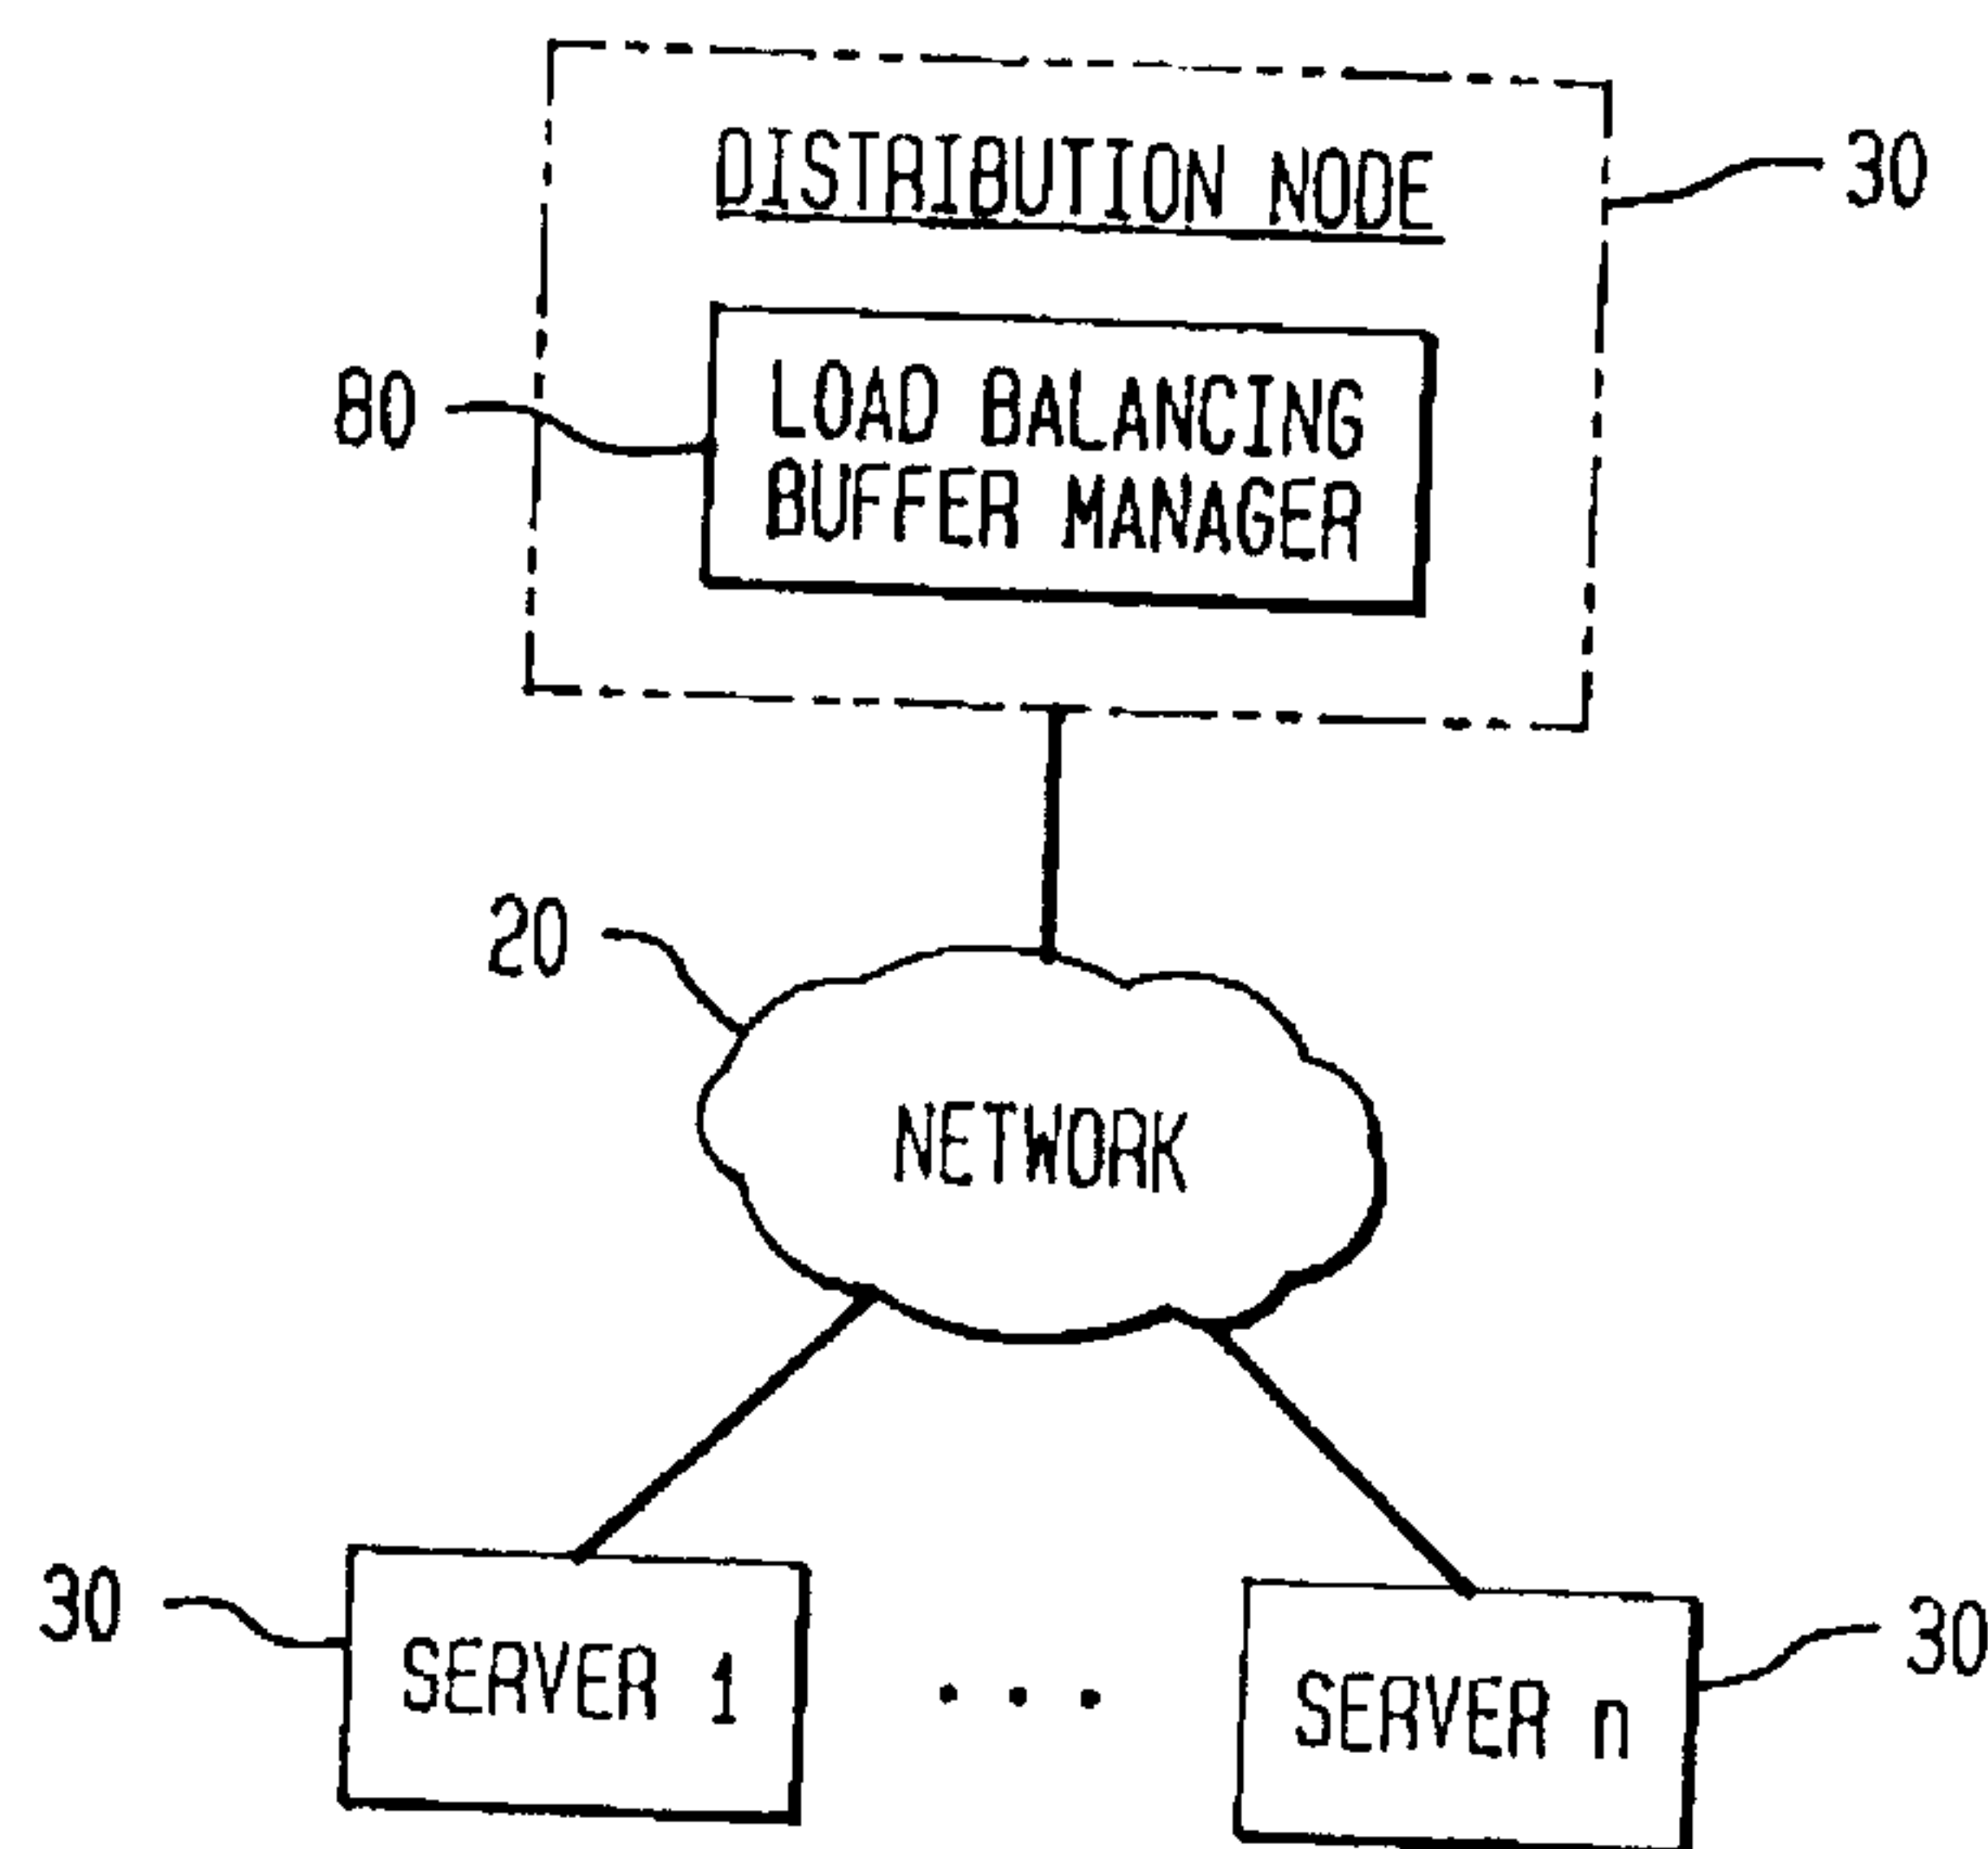 DISTRIBUTION NODE
30
80
LOAD BALANCING
BUFFER MANAGER
20
NETWORK
30
SERVER 1
. . .
SERVER n
30